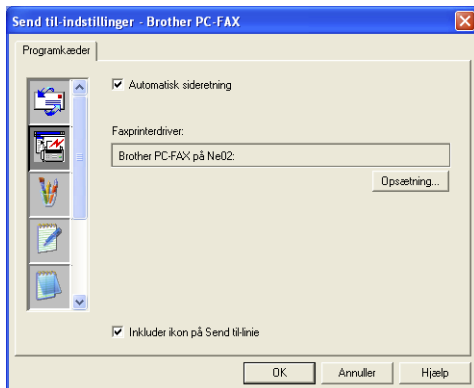 Send til-indstillinger - Brother PC-FAX
Programkæder
Automatisk sideretning
Faxprinterdriver:
Brother PC-FAX på Ne02:
Opsætning...
Inkluder ikon på Send til-linie
OK
Annuller
Hjælp